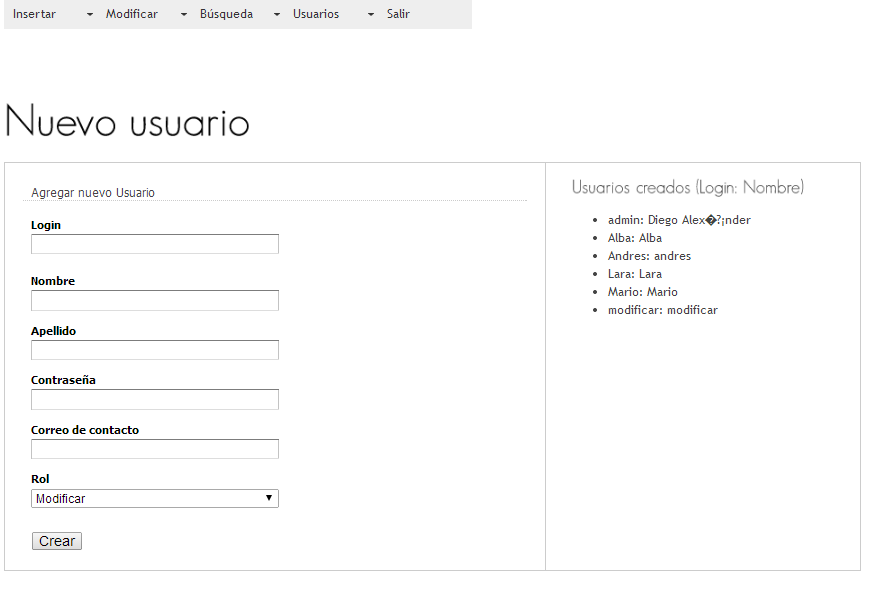 Insertar Modificar Búsqueda Usuarios Salir
Nuevo usuario
Agregar nuevo Usuario
Login
Nombre
Apellido
Contraseña
Correo de contacto
Rol
Modificar
Crear
Usuarios creados (Login: Nombre)
admin: Diego Alex�?¡nder
Alba: Alba
Andres: andres
Lara: Lara
Mario: Mario
modificar: modificar